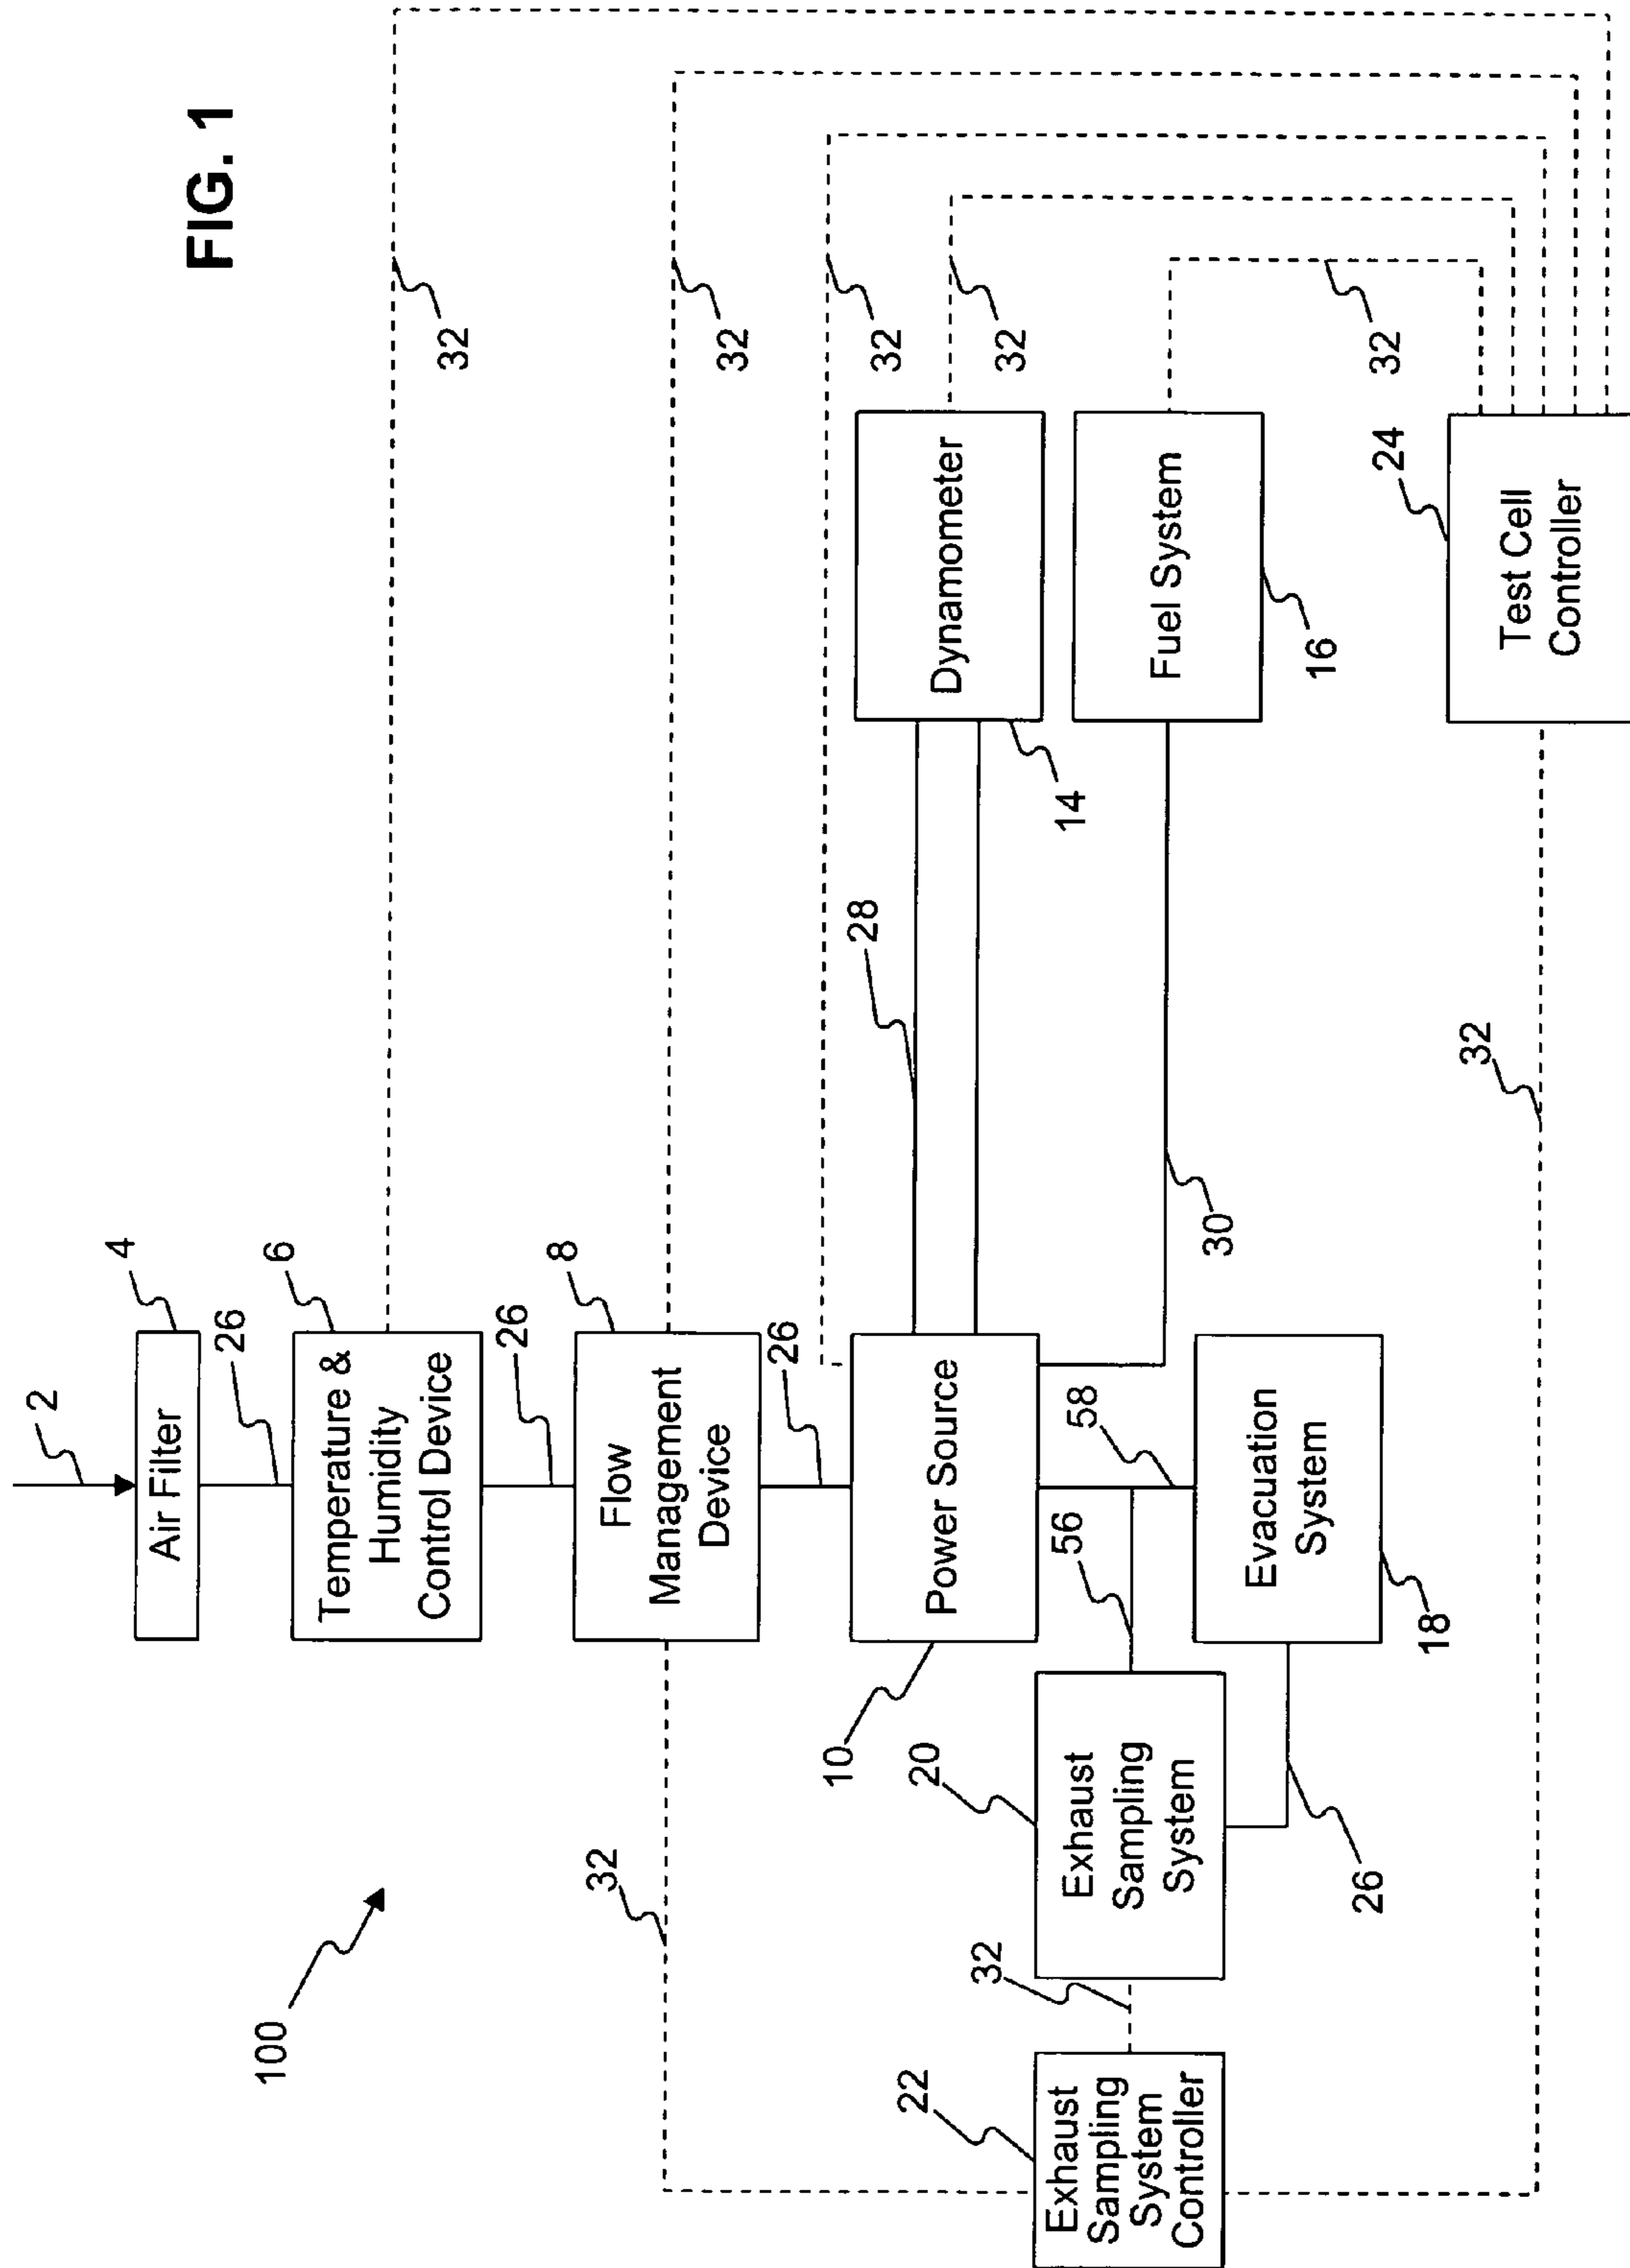 FIG. 1
100
2
Air Filter
4
26
Temperature &
Humidity
Control Device
6
32
26
Flow
Management
Device
8
32
32
26
Power Source
10
32
32
28
Dynamometer
14
30
Fuel System
16
32
56
58
Evacuation
System
18
Exhaust
Sampling
System
20
26
32
Exhaust
Sampling
System
Controller
22
32
Test Cell
Controller
24